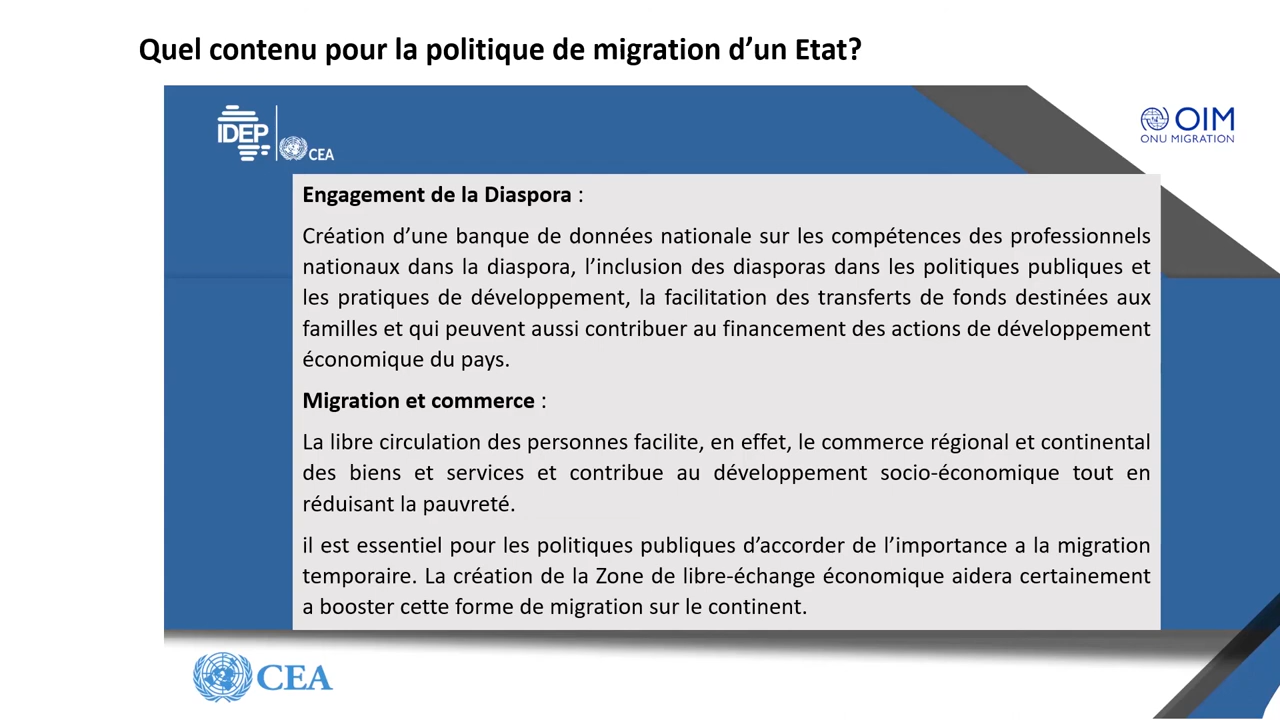 Quel contenu pour la politique de migration d’un Etat?
IDEP
CEA
OIM
ONU MIGRATION
Engagement de la Diaspora :
Création d’une banque de données nationale sur les compétences des professionnels
nationaux dans la diaspora, l’inclusion des diasporas dans les politiques publiques et
les pratiques de développement, la facilitation des transferts de fonds destinées aux
familles et qui peuvent aussi contribuer au financement des actions de développement
économique du pays.
Migration et commerce :
La libre circulation des personnes facilite, en effet, le commerce régional et continental
des biens et services et contribue au développement socio-économique tout en
réduisant la pauvreté.
il est essentiel pour les politiques publiques d’accorder de l’importance a la migration
temporaire. La création de la Zone de libre-échange économique aidera certainement
a booster cette forme de migration sur le continent.
CEA